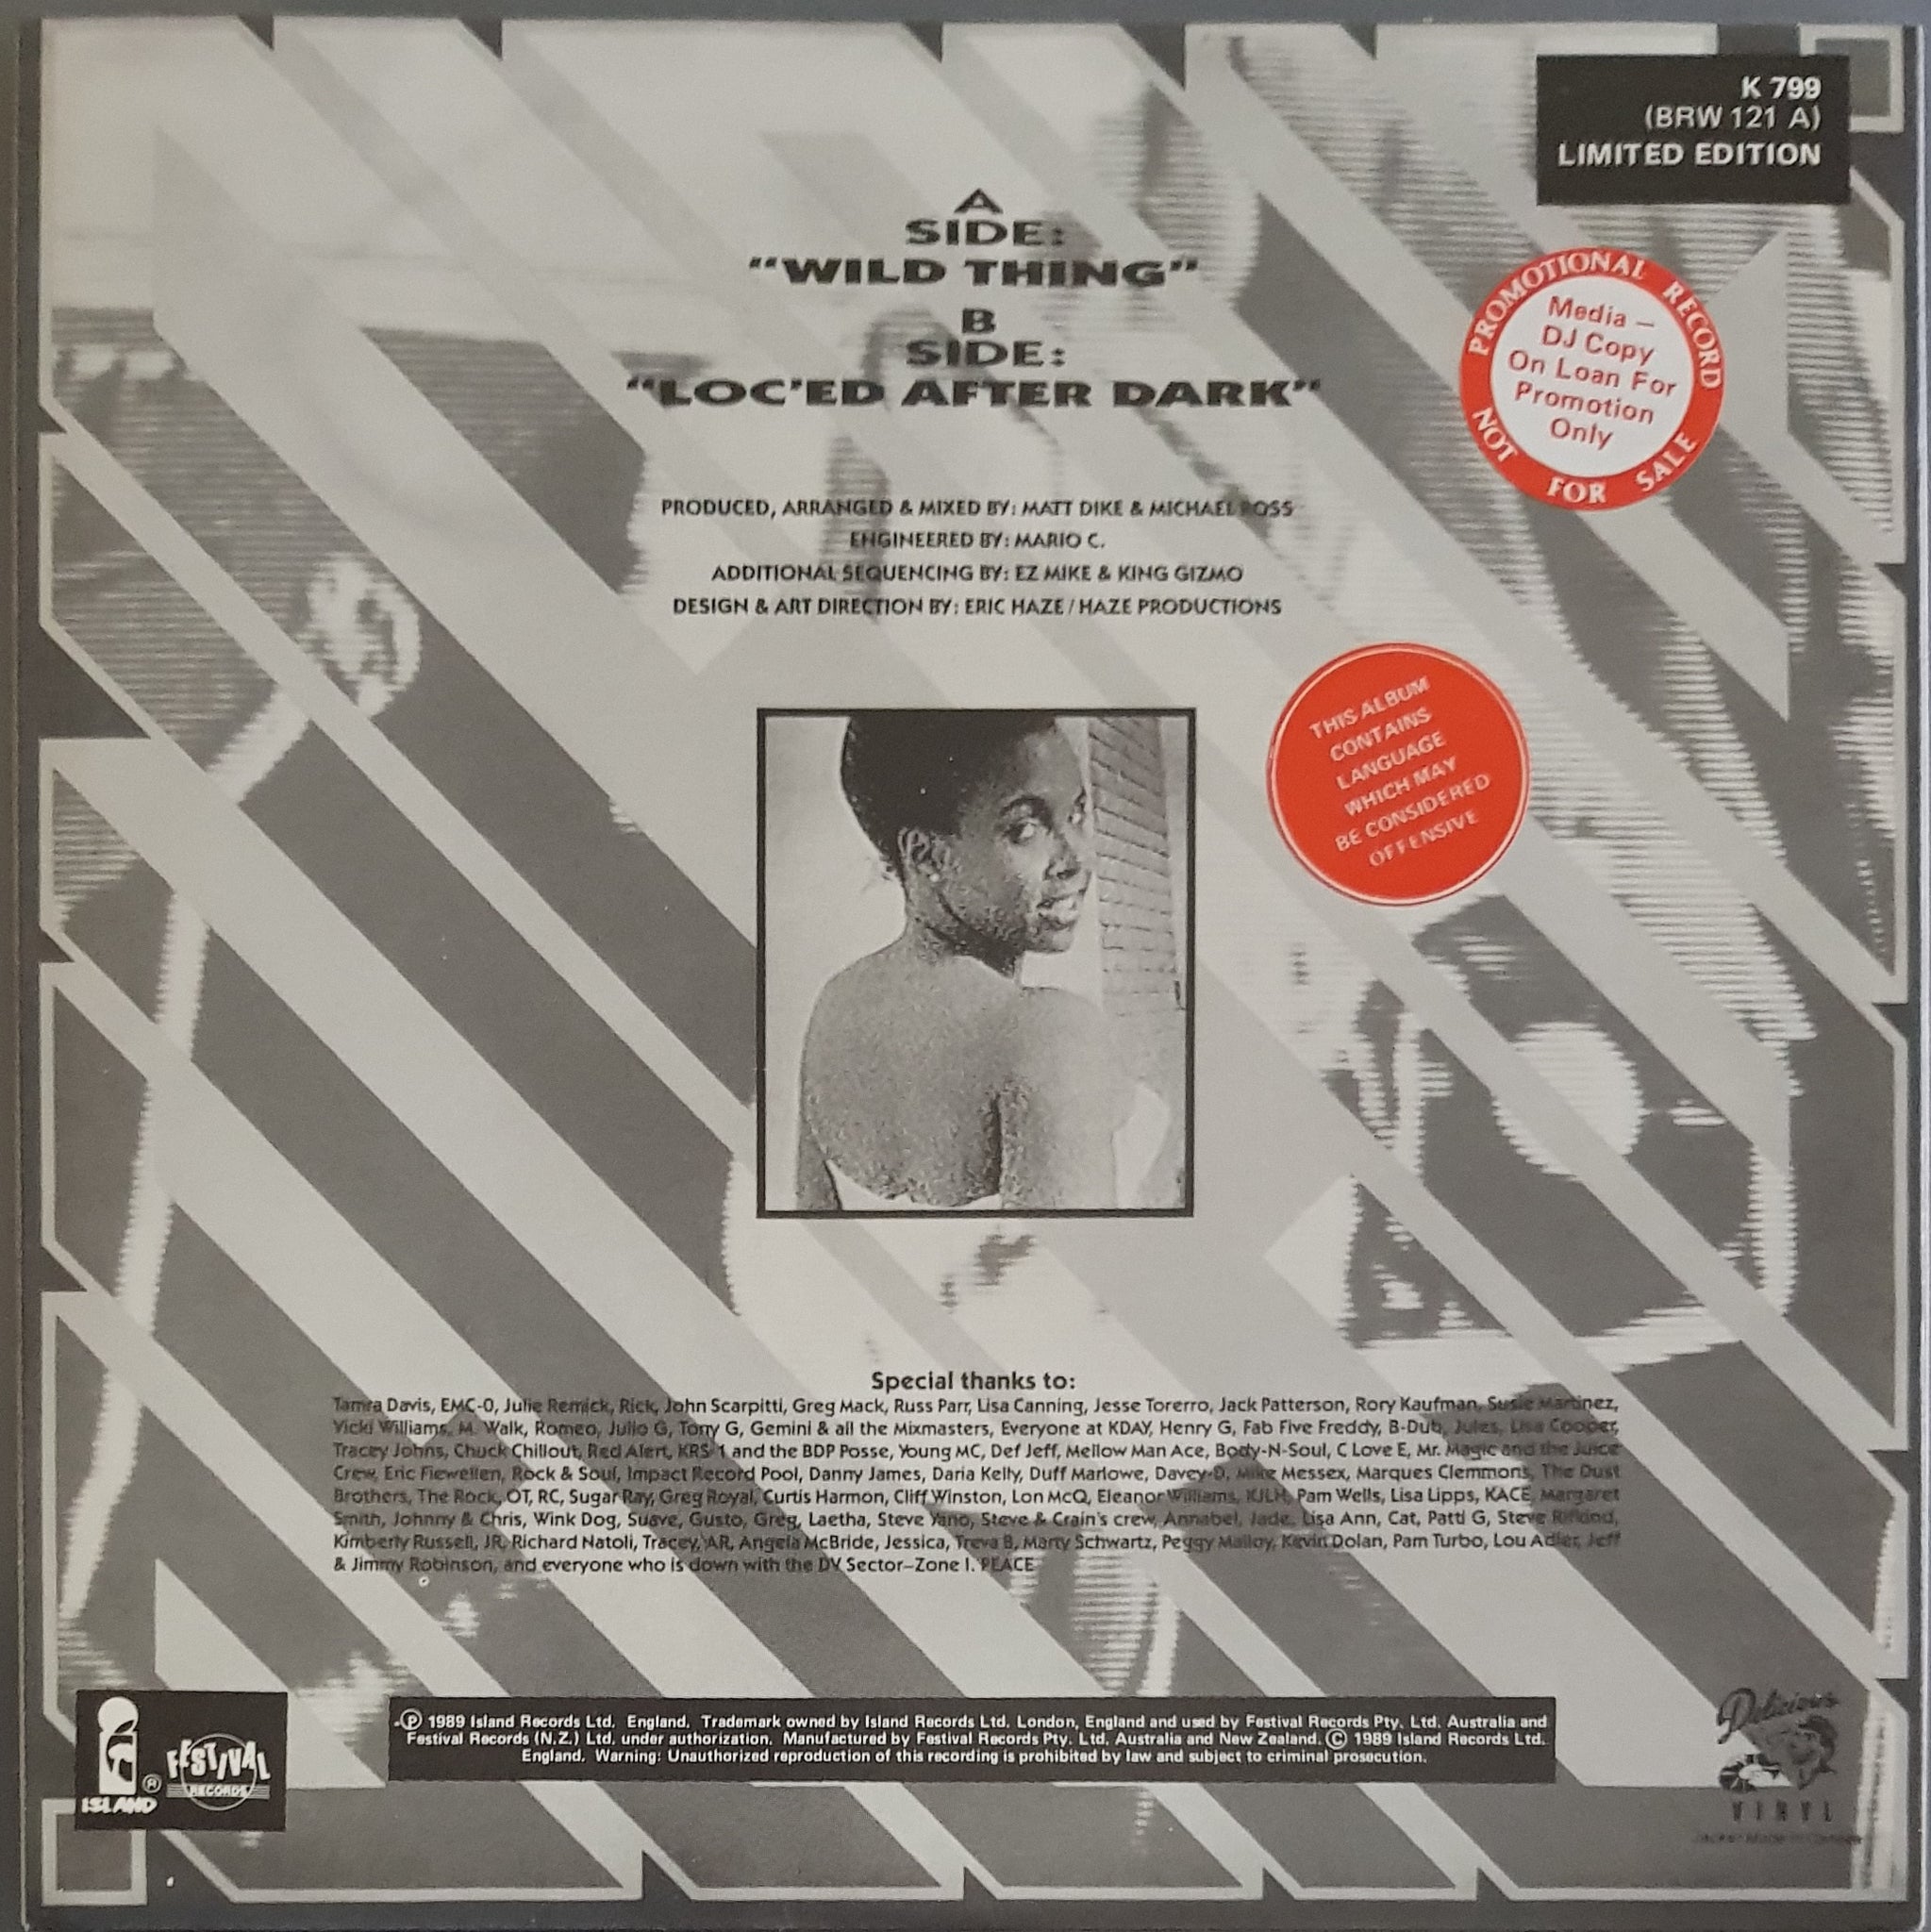 K 799
(BRW 121 A)
LIMITED EDITION
A
SIDE:
"WILD THING"
B
SIDE:
"LOC'ED AFTER DARK"
PROMOTIONAL RECORD
NOT FOR SALE
Media –
DJ Copy
On Loan For
Promotion
Only
PRODUCED, ARRANGED & MIXED BY: MATT DIKE & MICHAEL ROSS
ENGINEERED BY: MARIO C.
ADDITIONAL SEQUENCING BY: EZ MIKE & KING GIZMO
DESIGN & ART DIRECTION BY: ERIC HAZE / HAZE PRODUCTIONS
THIS ALBUM
CONTAINS
LANGUAGE
WHICH MAY
BE CONSIDERED
OFFENSIVE
Special thanks to:
Tamra Davis, EMC-O, Julie Remick, Rick, John Scarpitti, Greg Mack, Russ Parr, Lisa Canning, Jesse Torerro, Jack Patterson, Rory Kaufman, Susie Martinez,
Vicki Williams, M. Walk, Romeo, Julio G, Tony G, Gemini & all the Mixmasters, Everyone at KDAY, Henry G, Fab Five Freddy, B-Dub, Jules, Lisa Cooper,
Tracey Johns, Chuck Chillout, Red Alert, KRS-1 and the BDP Posse, Young MC, Def Jeff, Mellow Man Ace, Body-N-Soul, C Love E, Mr. Magic and the Juice
Crew, Eric Flewellen, Rock & Soul, Impact Record Pool, Danny James, Daria Kelly, Duff Marlowe, Davey-D, Mike Messex, Marques Clemmons, The Dust
Brothers, The Rock, OT, RC, Sugar Ray, Greg Royal, Curtis Harmon, Cliff Winston, Lon McQ, Eleanor Williams, KJLH, Pam Wells, Lisa Lipps, KACE, Margaret
Smith, Johnny & Chris, Wink Dog, Suave, Gusto, Greg, Laetha, Steve Yano, Steve & Crain's crew, Annabel, Jade, Lisa Ann, Cat, Patti G, Steve Rifkind,
Kimberly Russell, JR, Richard Natoli, Tracey, AR, Angela McBride, Jessica, Treva B, Marty Schwartz, Peggy Malloy, Kevin Dolan, Pam Turbo, Lou Adler, Jeff
& Jimmy Robinson, and everyone who is down with the DV Sector–Zone I. PEACE
ISLAND ®
FESTIVAL
RECORDS
℗ 1989 Island Records Ltd. England. Trademark owned by Island Records Ltd. London, England and used by Festival Records Pty. Ltd. Australia and
Festival Records (N.Z.) Ltd. under authorization. Manufactured by Festival Records Pty. Ltd. Australia and New Zealand. © 1989 Island Records Ltd.
England. Warning: Unauthorized reproduction of this recording is prohibited by law and subject to criminal prosecution.
Delicious
VINYL